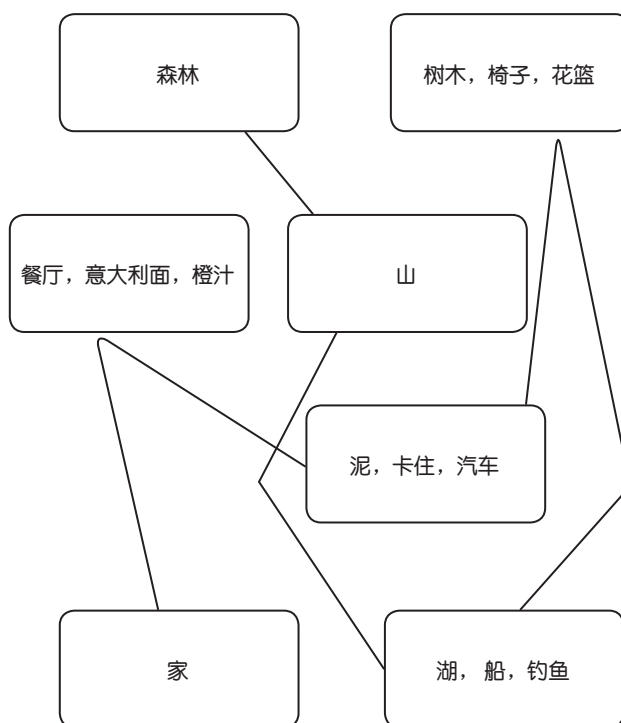 森林
树木，椅子，花篮
餐厅，意大利面，橙汁
山
泥，卡住，汽车
家
湖， 船，钓鱼